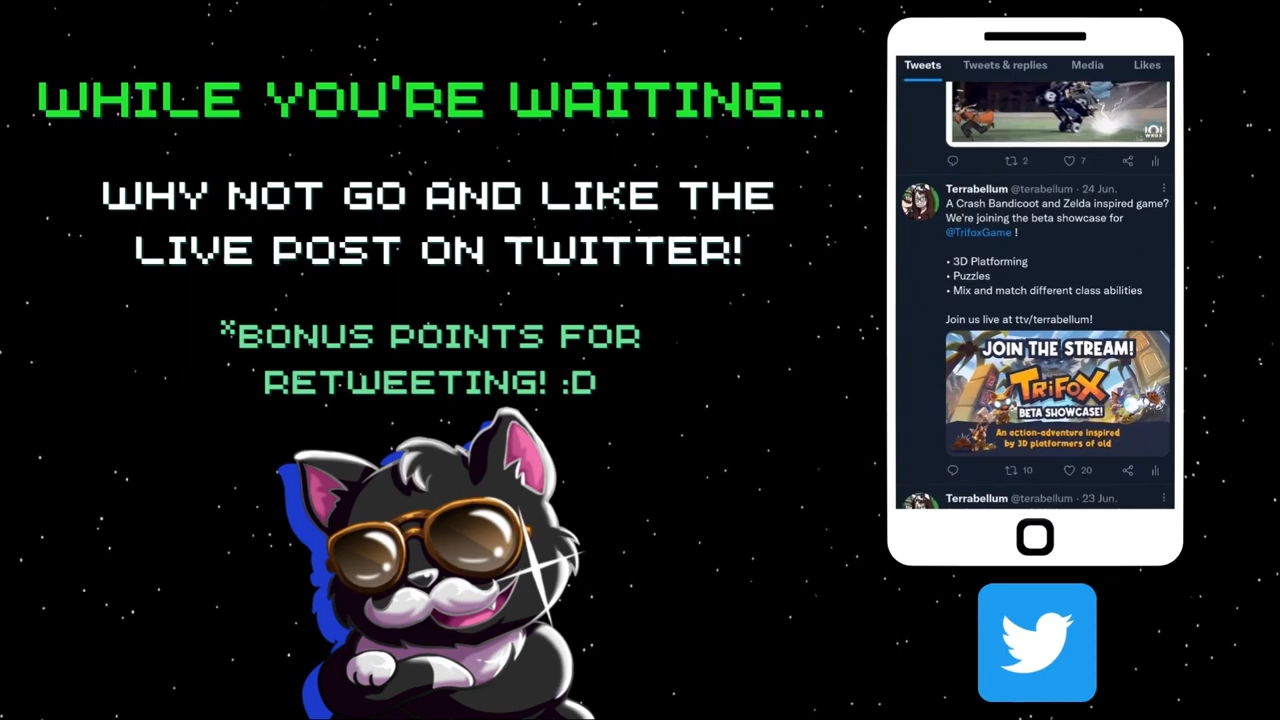 WHILE YOU'RE WAITING...
WHY NOT GO AND LIKE THE
LIVE POST ON TWITTER!
*BONUS POINTS FOR
RETWEETING! :D
Tweets Tweets & replies Media Likes
2 7
Terrabellum @terabellum · 24 Jun.
A Crash Bandicoot and Zelda inspired game?
We're joining the beta showcase for
@TrifoxGame !
• 3D Platforming
• Puzzles
• Mix and match different class abilities
Join us live at ttv/terrabellum!
JOIN THE STREAM!
TRIFOX
BETA SHOWCASE!
An action-adventure inspired
by 3D platformers of old
10 20
Terrabellum @terabellum · 23 Jun.